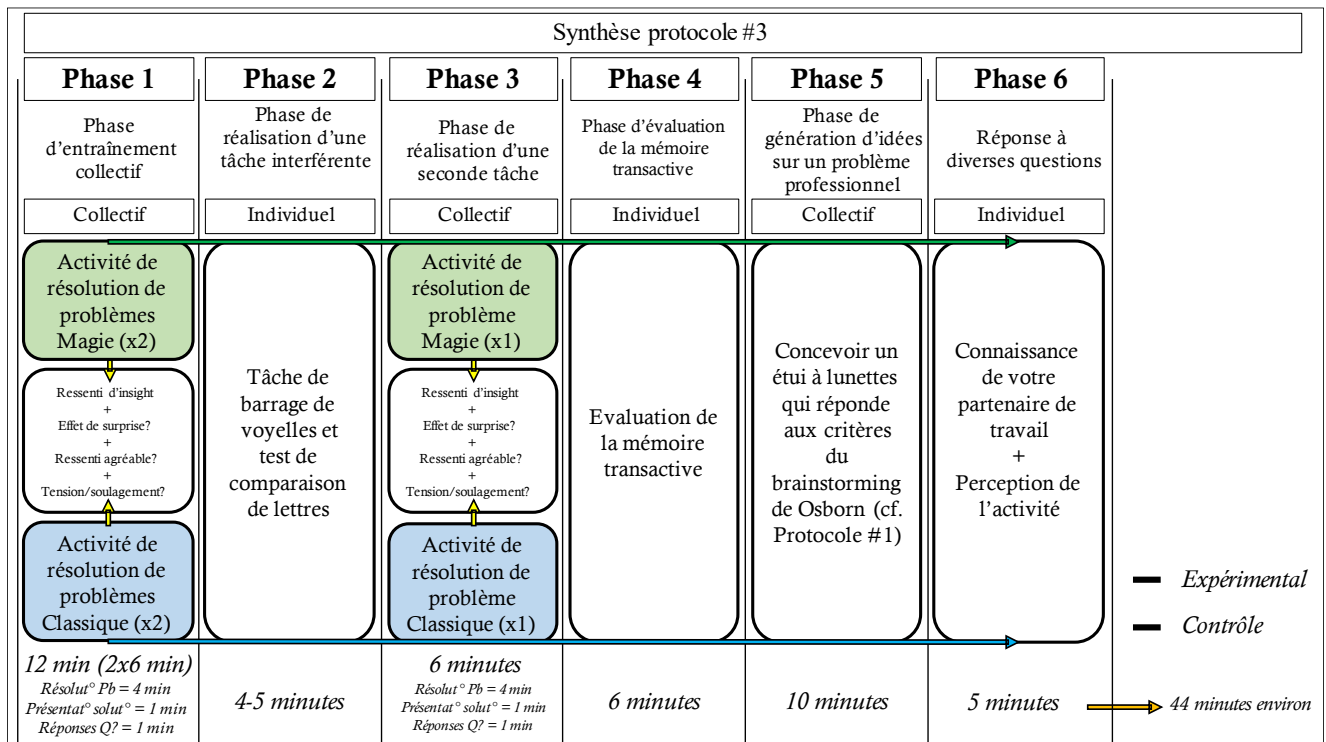 Synthèse protocole #3
Phase 1
Phase 2
Phase 3
Phase 4
Phase 5
Phase 6
Phase
d'entraînement
collectif
Phase de
réalisation d'une
tâche interférente
Phase de
réalisation d'une
seconde tâche
Phase d'évaluation
de la mémoire
transactive
Phase de
génération d'idées
sur un problème
professionnel
Réponse à
diverses questions
Collectif
Individuel
Collectif
Individuel
Collectif
Individuel
Activité de
résolution de
problèmes
Magie (x2)
Ressenti d'insight
+
Effet de surprise?
+
Ressenti agréable?
+
Tension/soulagement?
Activité de
résolution de
problèmes
Classique (x2)
Tâche de
barrage de
voyelles et
test de
comparaison
de lettres
Activité de
résolution de
problème
Magie (x1)
Ressenti d'insight
+
Effet de surprise?
+
Ressenti agréable?
+
Tension/soulagement?
Activité de
résolution de
problème
Classique (x1)
Evaluation de
la mémoire
transactive
Concevoir un
étui à lunettes
qui réponde
aux critères
du
brainstorming
de Osborn (cf.
Protocole #1)
Connaissance
de votre
partenaire de
travail
+
Perception de
l'activité
Expérimental
Contrôle
12 min (2x6 min)
Résolut° Pb = 4 min
Présentat° solut° = 1 min
Réponses Q? = 1 min
4-5 minutes
6 minutes
Résolut° Pb = 4 min
Présentat° solut° = 1 min
Réponses Q? = 1 min
6 minutes
10 minutes
5 minutes
44 minutes environ